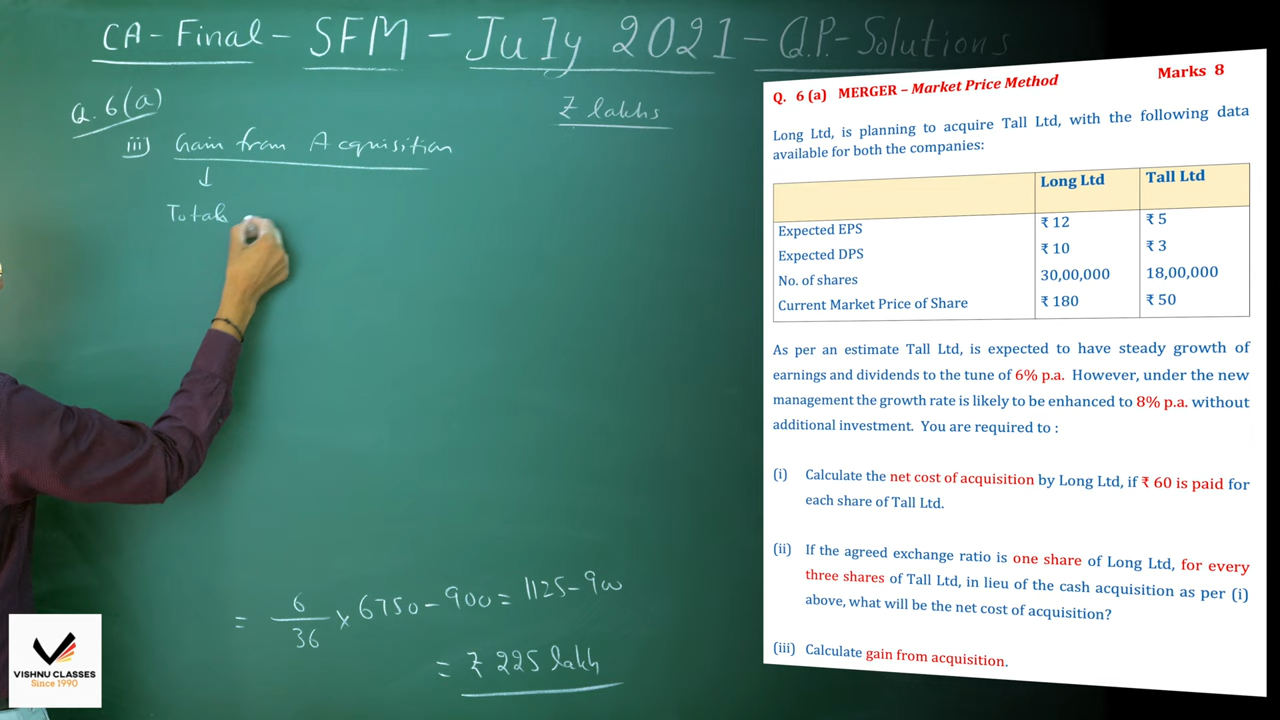 CA-Final - SFM - July 2021 - Q.P.- Solutions
Q. 6(a)
₹ lakhs
iii) Gain from Acquisition
↓
Total
= 6/36 × 6750 - 900 = 1125 - 900
= ₹ 225 lakh
VISHNU CLASSES
Since 1990
Q. 6 (a) MERGER – Market Price Method Marks 8
Long Ltd, is planning to acquire Tall Ltd, with the following data
available for both the companies:
Long Ltd Tall Ltd
Expected EPS ₹ 12 ₹ 5
Expected DPS ₹ 10 ₹ 3
No. of shares 30,00,000 18,00,000
Current Market Price of Share ₹ 180 ₹ 50
As per an estimate Tall Ltd, is expected to have steady growth of
earnings and dividends to the tune of 6% p.a. However, under the new
management the growth rate is likely to be enhanced to 8% p.a. without
additional investment. You are required to :
(i) Calculate the net cost of acquisition by Long Ltd, if ₹ 60 is paid for
each share of Tall Ltd.
(ii) If the agreed exchange ratio is one share of Long Ltd, for every
three shares of Tall Ltd, in lieu of the cash acquisition as per (i)
above, what will be the net cost of acquisition?
(iii) Calculate gain from acquisition.